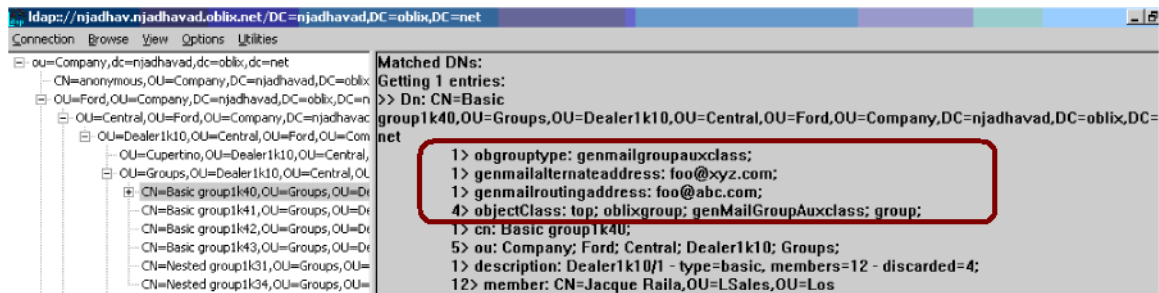 ldap://njadhav.njadhavad.oblix.net/DC=njadhavad,DC=oblix,DC=net
Connection Browse View Options Utilities
ou=Company,dc=njadhavad,dc=oblix,dc=net
CN=anonymous,OU=Company,DC=njadhavad,DC=oblix
OU=Ford,OU=Company,DC=njadhavad,DC=oblix,DC=n
OU=Central,OU=Ford,OU=Company,DC=njadhavac
OU=Dealer1k10,OU=Central,OU=Ford,OU=Com
OU=Cupertino,OU=Dealer1k10,OU=Central,
OU=Groups,OU=Dealer1k10,OU=Central,OU
CN=Basic group1k40,OU=Groups,OU=De
CN=Basic group1k41,OU=Groups,OU=De
CN=Basic group1k42,OU=Groups,OU=De
CN=Basic group1k43,OU=Groups,OU=De
CN=Nested group1k31,OU=Groups,OU=
CN=Nested group1k34,OU=Groups,OU=
Matched DNs:
Getting 1 entries:
>> Dn: CN=Basic
group1k40,OU=Groups,OU=Dealer1k10,OU=Central,OU=Ford,OU=Company,DC=njadhavad,DC=oblix,DC=
net
1> obgrouptype: genmailgroupauxclass;
1> genmailalternateaddress: foo@xyz.com;
1> genmailroutingaddress: foo@abc.com;
4> objectClass: top; oblixgroup; genMailGroupAuxclass; group;
1> cn: Basic group1k40;
5> ou: Company; Ford; Central; Dealer1k10; Groups;
1> description: Dealer1k10/1 - type=basic, members=12 - discarded=4;
12> member: CN=Jacque Raila,OU=LSales,OU=Los